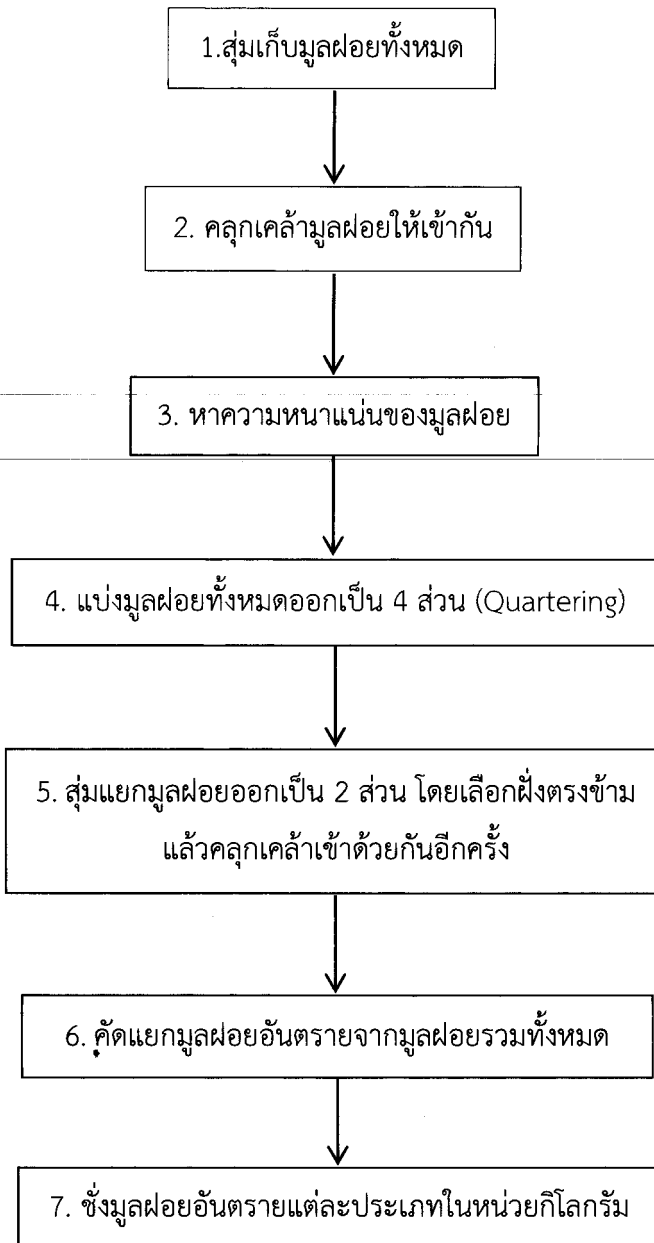 1.สุ่มเก็บมูลฝอยทั้งหมด
2. คลุกเคล้ามูลฝอยให้เข้ากัน
3. หาความหนาแน่นของมูลฝอย
4. แบ่งมูลฝอยทั้งหมดออกเป็น 4 ส่วน (Quartering)
5. สุ่มแยกมูลฝอยออกเป็น 2 ส่วน โดยเลือกฝั่งตรงข้าม
แล้วคลุกเคล้าเข้าด้วยกันอีกครั้ง
6. คัดแยกมูลฝอยอันตรายจากมูลฝอยรวมทั้งหมด
7. ชั่งมูลฝอยอันตรายแต่ละประเภทในหน่วยกิโลกรัม